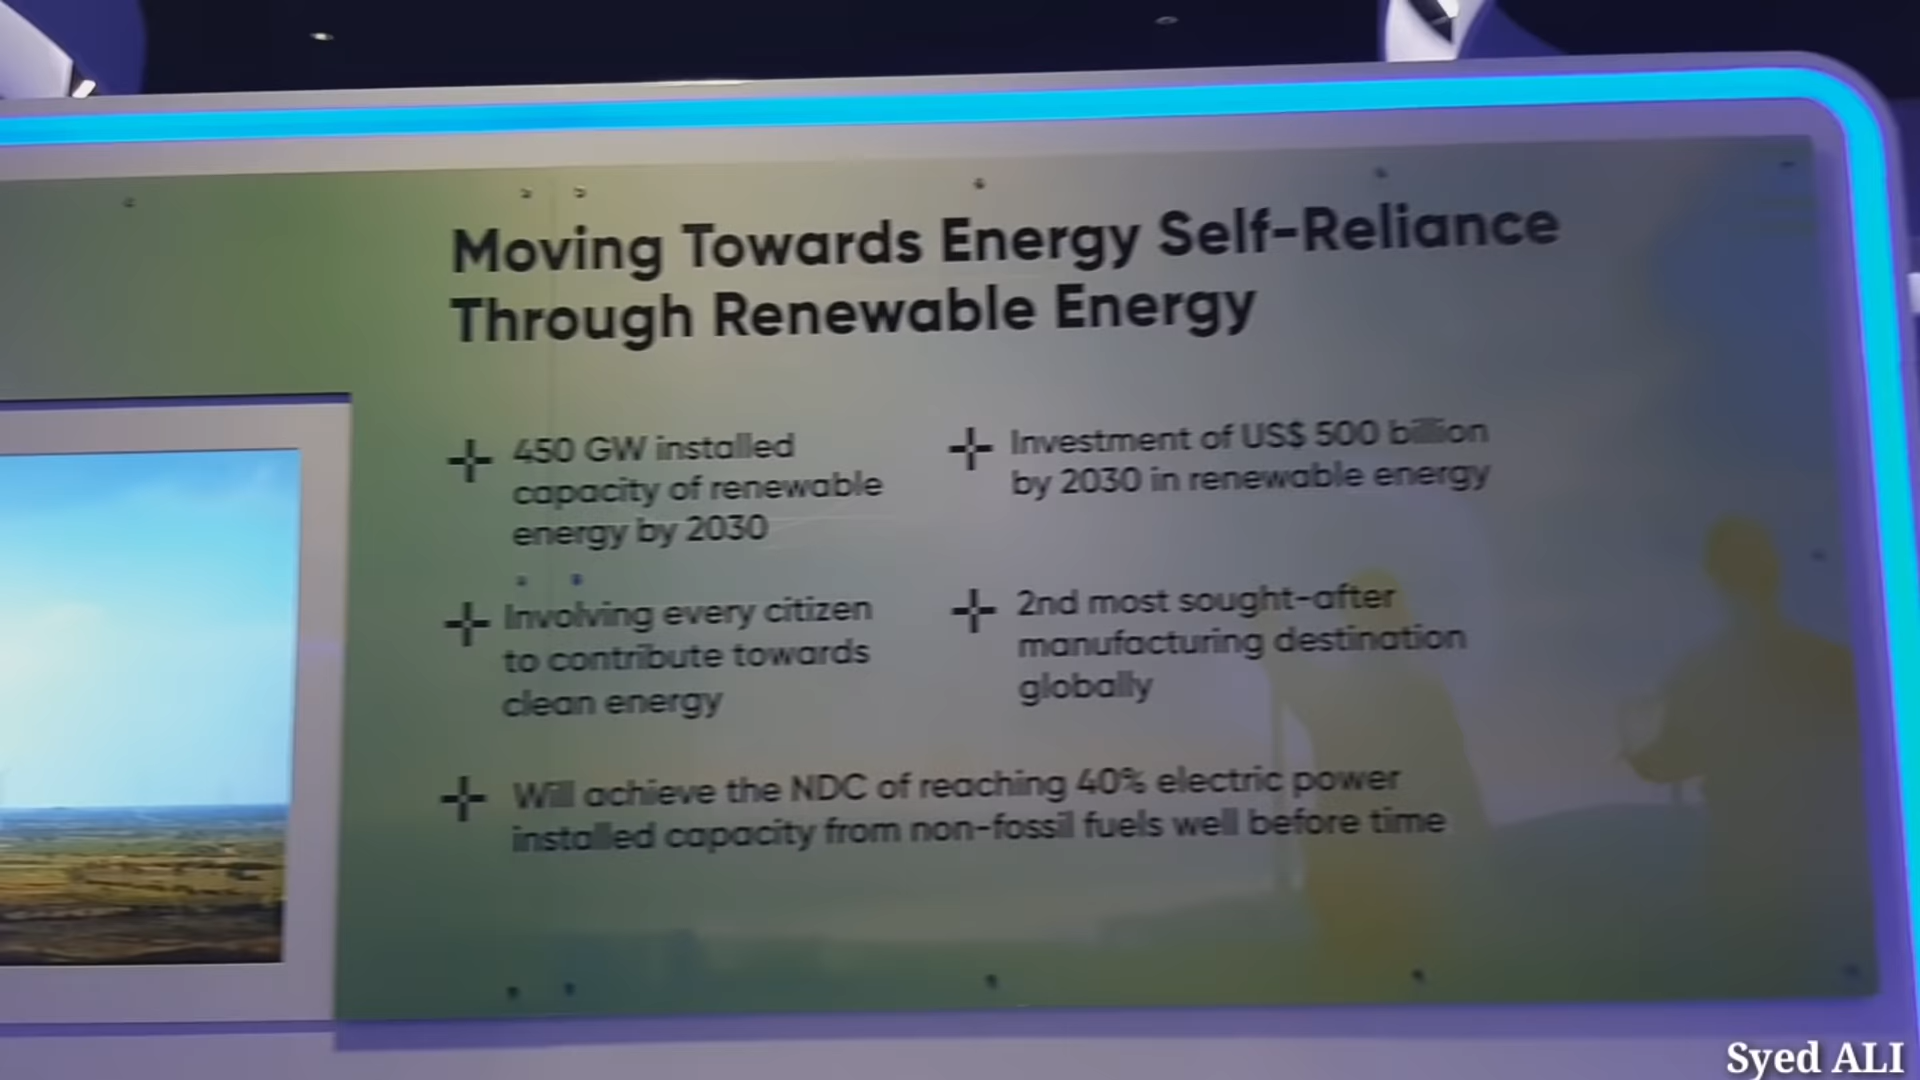 Moving Towards Energy Self-Reliance
Through Renewable Energy
450 GW installed
capacity of renewable
energy by 2030
Investment of US$ 500 billion
by 2030 in renewable energy
Involving every citizen
to contribute towards
clean energy
2nd most sought-after
manufacturing destination
globally
Will achieve the NDC of reaching 40% electric power
installed capacity from non-fossil fuels well before time
Syed ALI